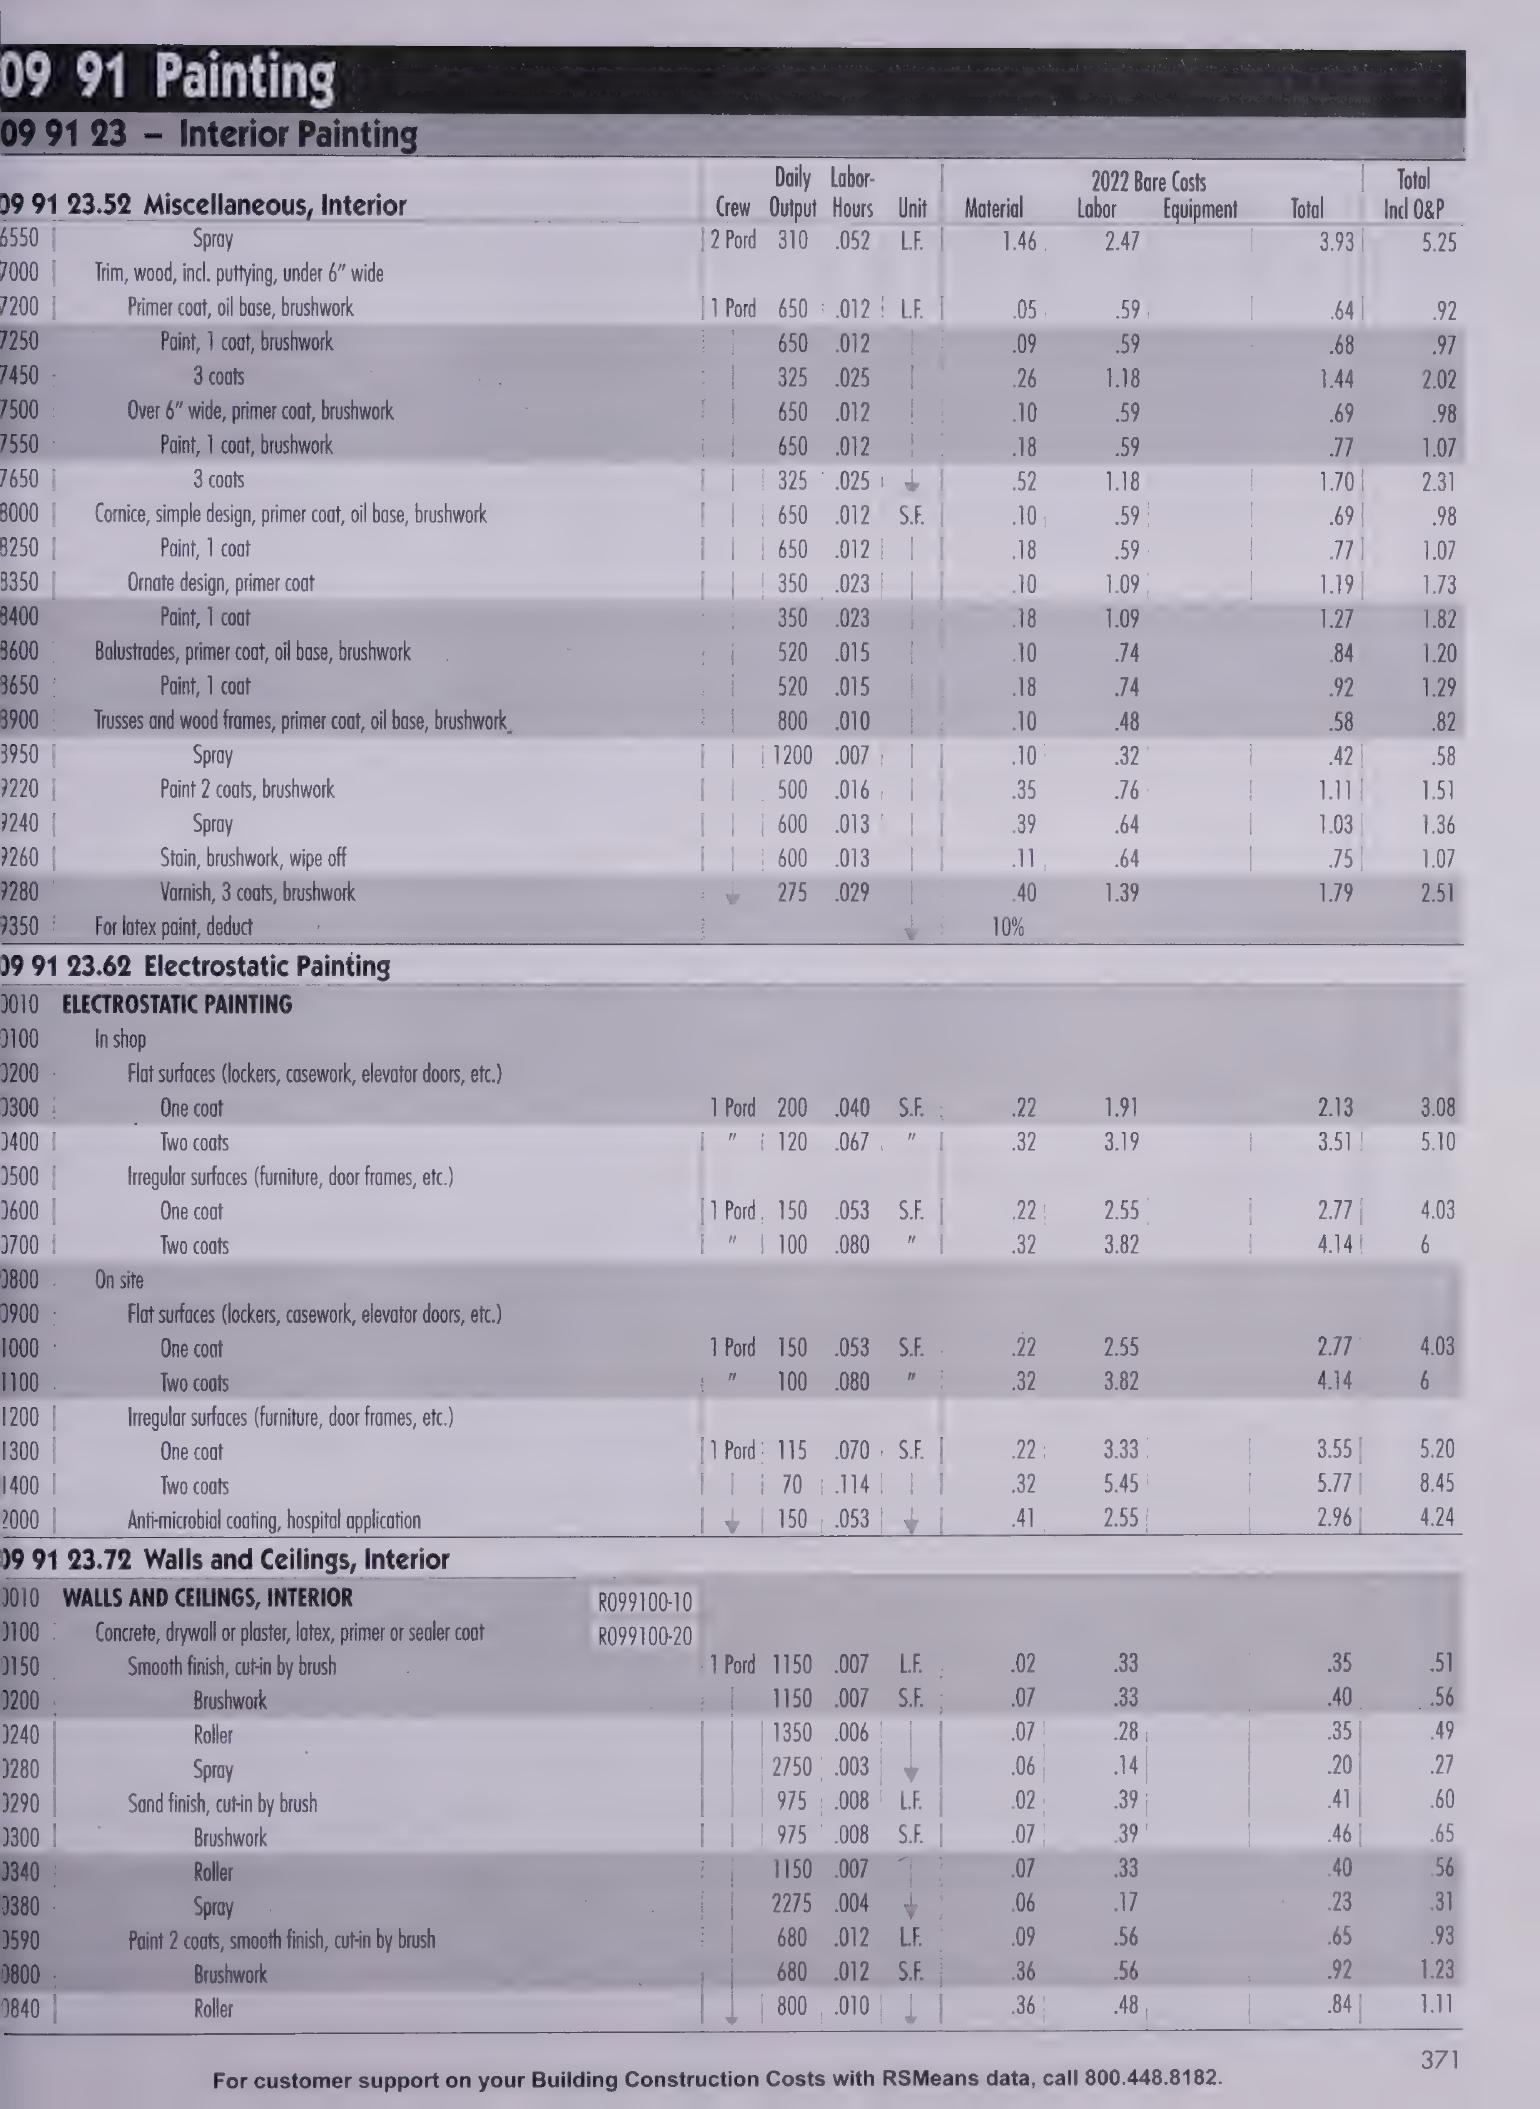 09 91 Painting
09 91 23 – Interior Painting
09 91 23.52 Miscellaneous, Interior Crew Daily Output Labor-Hours Unit Material 2022 Bare Costs Labor Equipment Total Total Incl O&P
6550 Spray 2 Pord 310 .052 L.F. 1.46 2.47 3.93 5.25
7000 Trim, wood, incl. puttying, under 6" wide
7200 Primer coat, oil base, brushwork 1 Pord 650 .012 L.F. .05 .59 .64 .92
7250 Paint, 1 coat, brushwork 650 .012 .09 .59 .68 .97
7450 3 coats 325 .025 .26 1.18 1.44 2.02
7500 Over 6" wide, primer coat, brushwork 650 .012 .10 .59 .69 .98
7550 Paint, 1 coat, brushwork 650 .012 .18 .59 .77 1.07
7650 3 coats 325 .025 .52 1.18 1.70 2.31
8000 Cornice, simple design, primer coat, oil base, brushwork 650 .012 S.F. .10 .59 .69 .98
8250 Paint, 1 coat 650 .012 .18 .59 .77 1.07
8350 Ornate design, primer coat 350 .023 .10 1.09 1.19 1.73
8400 Paint, 1 coat 350 .023 .18 1.09 1.27 1.82
8600 Balustrades, primer coat, oil base, brushwork 520 .015 .10 .74 .84 1.20
8650 Paint, 1 coat 520 .015 .18 .74 .92 1.29
8900 Trusses and wood frames, primer coat, oil base, brushwork 800 .010 .10 .48 .58 .82
8950 Spray 1200 .007 .10 .32 .42 .58
9220 Paint 2 coats, brushwork 500 .016 .35 .76 1.11 1.51
9240 Spray 600 .013 .39 .64 1.03 1.36
9260 Stain, brushwork, wipe off 600 .013 .11 .64 .75 1.07
9280 Varnish, 3 coats, brushwork 275 .029 .40 1.39 1.79 2.51
9350 For latex paint, deduct 10%
09 91 23.62 Electrostatic Painting
0010 ELECTROSTATIC PAINTING
0100 In shop
0200 Flat surfaces (lockers, casework, elevator doors, etc.)
0300 One coat 1 Pord 200 .040 S.F. .22 1.91 2.13 3.08
0400 Two coats " 120 .067 " .32 3.19 3.51 5.10
0500 Irregular surfaces (furniture, door frames, etc.)
0600 One coat 1 Pord 150 .053 S.F. .22 2.55 2.77 4.03
0700 Two coats " 100 .080 " .32 3.82 4.14 6
0800 On site
0900 Flat surfaces (lockers, casework, elevator doors, etc.)
1000 One coat 1 Pord 150 .053 S.F. .22 2.55 2.77 4.03
1100 Two coats " 100 .080 " .32 3.82 4.14 6
1200 Irregular surfaces (furniture, door frames, etc.)
1300 One coat 1 Pord 115 .070 S.F. .22 3.33 3.55 5.20
1400 Two coats 70 .114 .32 5.45 5.77 8.45
2000 Anti-microbial coating, hospital application 150 .053 .41 2.55 2.96 4.24
09 91 23.72 Walls and Ceilings, Interior
0010 WALLS AND CEILINGS, INTERIOR R099100-10
0100 Concrete, drywall or plaster, latex, primer or sealer coat R099100-20
0150 Smooth finish, cut-in by brush 1 Pord 1150 .007 L.F. .02 .33 .35 .51
0200 Brushwork 1150 .007 S.F. .07 .33 .40 .56
0240 Roller 1350 .006 .07 .28 .35 .49
0280 Spray 2750 .003 .06 .14 .20 .27
0290 Sand finish, cut-in by brush 975 .008 L.F. .02 .39 .41 .60
0300 Brushwork 975 .008 S.F. .07 .39 .46 .65
0340 Roller 1150 .007 .07 .33 .40 .56
0380 Spray 2275 .004 .06 .17 .23 .31
0590 Paint 2 coats, smooth finish, cut-in by brush 680 .012 L.F. .09 .56 .65 .93
0800 Brushwork 680 .012 S.F. .36 .56 .92 1.23
0840 Roller 800 .010 .36 .48 .84 1.11
371
For customer support on your Building Construction Costs with RSMeans data, call 800.448.8182.